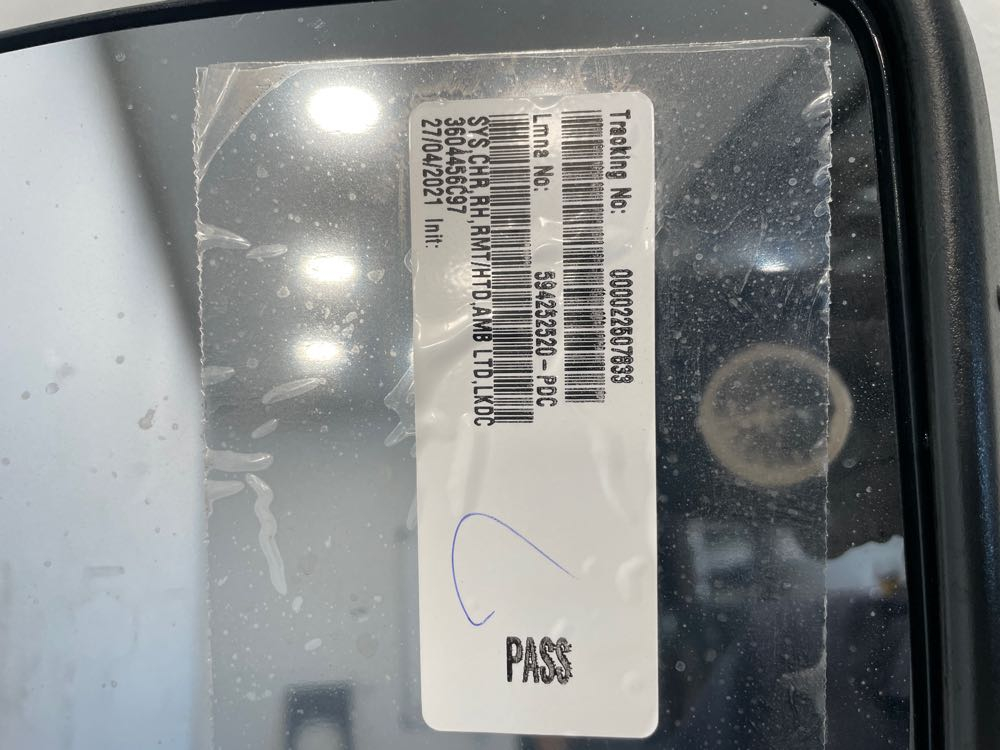 Tracking No: 000022507833
Lmna No: 594252520-PDC
SYS,CHR,RH,RMT/HTD,AMB LTD,LKDC
3604456C97
27/04/2021 Init:
PASS